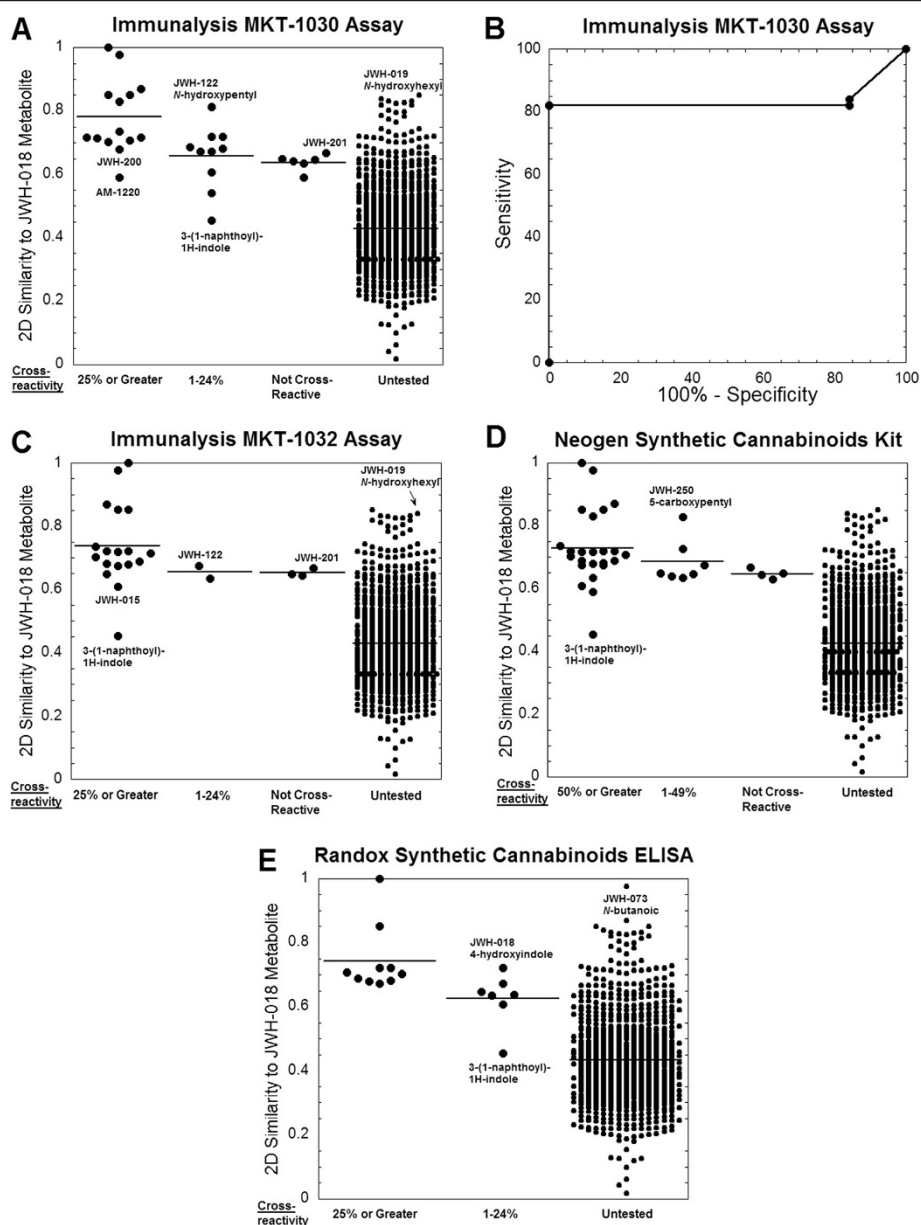 A
Immunalysis MKT-1030 Assay
2D Similarity to JWH-018 Metabolite
1
0.8
0.6
0.4
0.2
0
JWH-122
N-hydroxypentyl
JWH-019
N-hydroxyhexyl
JWH-201
JWH-200
AM-1220
3-(1-naphthoyl)-
1H-indole
Cross-
reactivity
25% or Greater
1-24%
Not Cross-
Reactive
Untested
B
Immunalysis MKT-1030 Assay
Sensitivity
100
80
60
40
20
0
0
20
40
60
80
100
100% - Specificity
C
Immunalysis MKT-1032 Assay
2D Similarity to JWH-018 Metabolite
1
0.8
0.6
0.4
0.2
0
JWH-019
N-hydroxyhexyl
JWH-122
JWH-201
JWH-015
3-(1-naphthoyl)-
1H-indole
Cross-
reactivity
25% or Greater
1-24%
Not Cross-
Reactive
Untested
D
Neogen Synthetic Cannabinoids Kit
2D Similarity to JWH-018 Metabolite
1
0.8
0.6
0.4
0.2
0
JWH-250
5-carboxypentyl
3-(1-naphthoyl)-
1H-indole
Cross-
reactivity
50% or Greater
1-49%
Not Cross-
Reactive
Untested
E
Randox Synthetic Cannabinoids ELISA
2D Similarity to JWH-018 Metabolite
1
0.8
0.6
0.4
0.2
0
JWH-073
N-butanoic
JWH-018
4-hydroxyindole
3-(1-naphthoyl)-
1H-indole
Cross-
reactivity
25% or Greater
1-24%
Untested